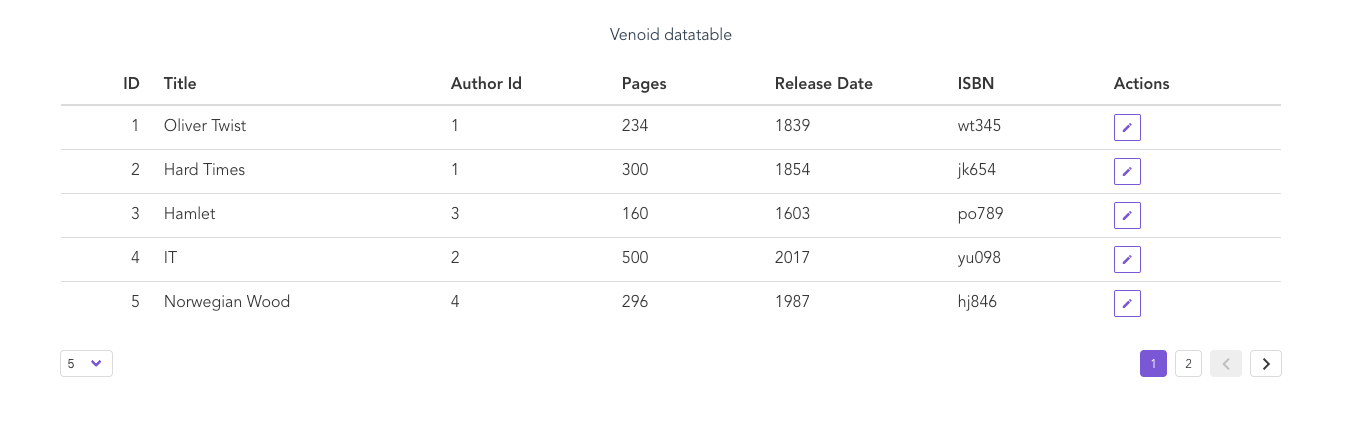 Venoid datatable
ID Title Author Id Pages Release Date ISBN Actions
1 Oliver Twist 1 234 1839 wt345
2 Hard Times 1 300 1854 jk654
3 Hamlet 3 160 1603 po789
4 IT 2 500 2017 yu098
5 Norwegian Wood 4 296 1987 hj846
5 1 2